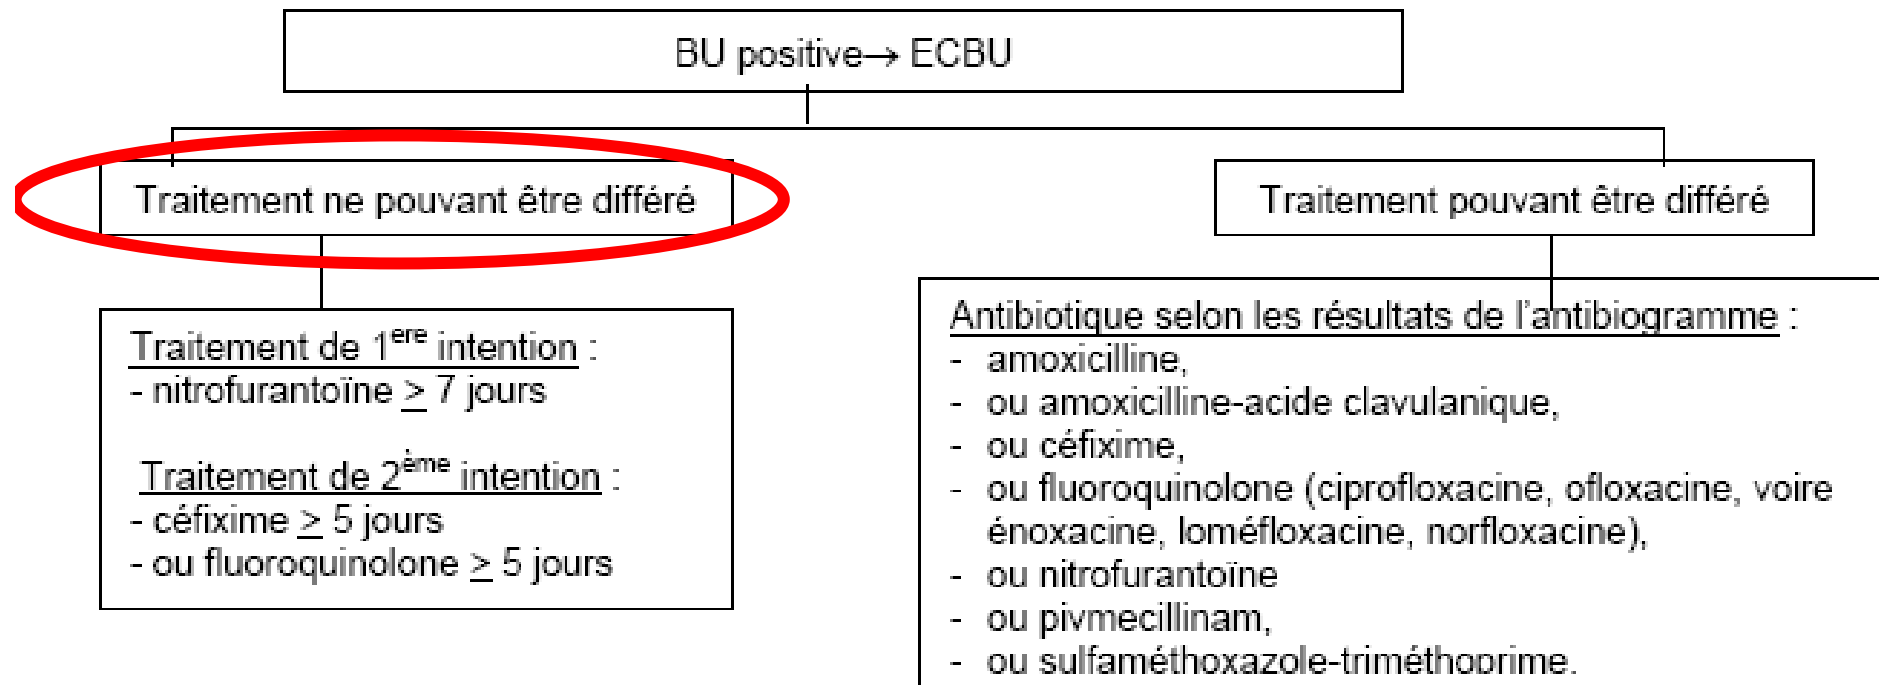 BU positive→ ECBU
Traitement ne pouvant être différé
Traitement pouvant être différé
Traitement de 1ere intention :
- nitrofurantoïne ≥ 7 jours
Traitement de 2ème intention :
- céfixime ≥ 5 jours
- ou fluoroquinolone ≥ 5 jours
Antibiotique selon les résultats de l'antibiogramme :
- amoxicilline,
- ou amoxicilline-acide clavulanique,
- ou céfixime,
- ou fluoroquinolone (ciprofloxacine, ofloxacine, voire
énoxacine, loméfloxacine, norfloxacine),
- ou nitrofurantoïne
- ou pivmecillinam,
- ou sulfaméthoxazole-triméthoprime.